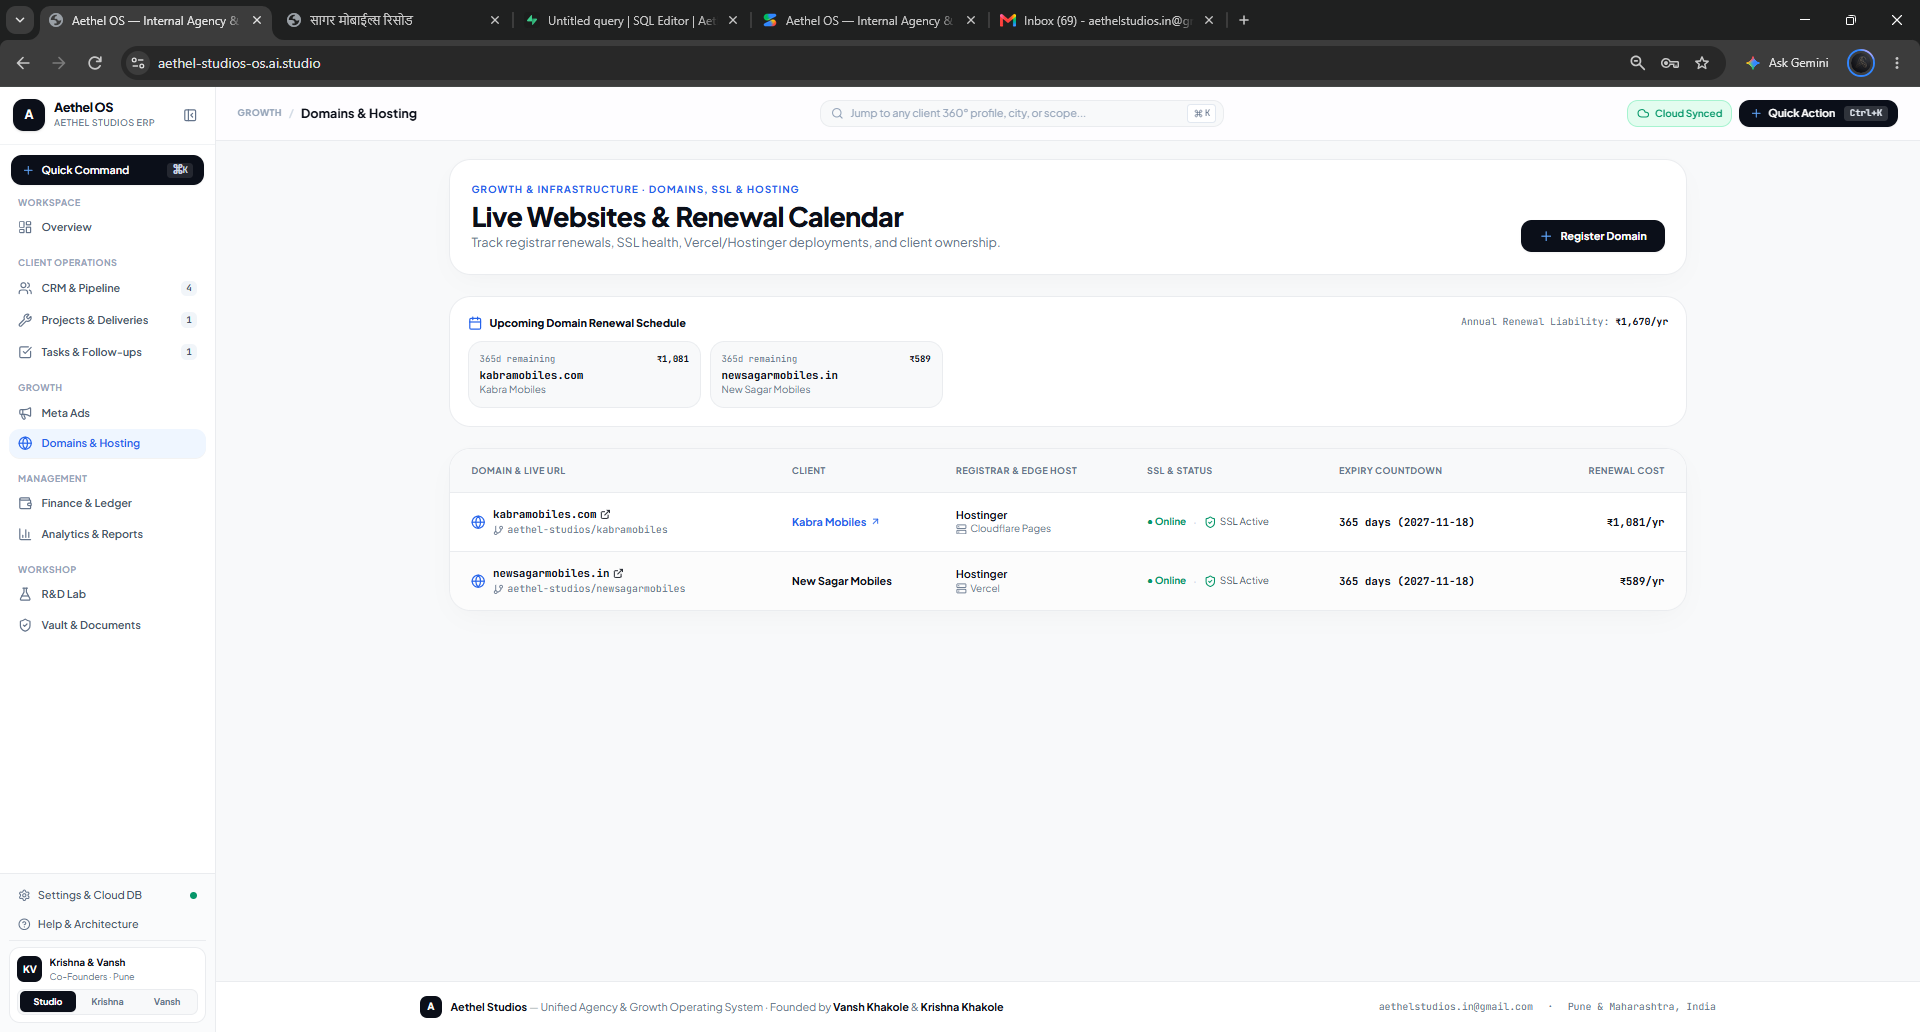 Aethel OS — Internal Agency &
सागर मोबाईल्स रिसोड
Untitled query | SQL Editor | Aet
Aethel OS — Internal Agency &
Inbox (69) - aethelstudios.in@g
aethel-studios-os.ai.studio
Ask Gemini
A
Aethel OS
AETHEL STUDIOS ERP
Quick Command ⌘K
WORKSPACE
Overview
CLIENT OPERATIONS
CRM & Pipeline 4
Projects & Deliveries 1
Tasks & Follow-ups 1
GROWTH
Meta Ads
Domains & Hosting
MANAGEMENT
Finance & Ledger
Analytics & Reports
WORKSHOP
R&D Lab
Vault & Documents
Settings & Cloud DB
Help & Architecture
KV
Krishna & Vansh
Co-Founders · Pune
Studio Krishna Vansh
GROWTH / Domains & Hosting
Jump to any client 360° profile, city, or scope... ⌘ K
Cloud Synced
Quick Action Ctrl+K
GROWTH & INFRASTRUCTURE · DOMAINS, SSL & HOSTING
Live Websites & Renewal Calendar
Track registrar renewals, SSL health, Vercel/Hostinger deployments, and client ownership.
Register Domain
Upcoming Domain Renewal Schedule
Annual Renewal Liability: ₹1,670/yr
365d remaining ₹1,081
kabramobiles.com
Kabra Mobiles
365d remaining ₹589
newsagarmobiles.in
New Sagar Mobiles
DOMAIN & LIVE URL CLIENT REGISTRAR & EDGE HOST SSL & STATUS EXPIRY COUNTDOWN RENEWAL COST
kabramobiles.com
aethel-studios/kabramobiles
Kabra Mobiles
Hostinger
Cloudflare Pages
Online · SSL Active
365 days (2027-11-18)
₹1,081/yr
newsagarmobiles.in
aethel-studios/newsagarmobiles
New Sagar Mobiles
Hostinger
Vercel
Online · SSL Active
365 days (2027-11-18)
₹589/yr
A
Aethel Studios — Unified Agency & Growth Operating System · Founded by Vansh Khakole & Krishna Khakole
aethelstudios.in@gmail.com · Pune & Maharashtra, India